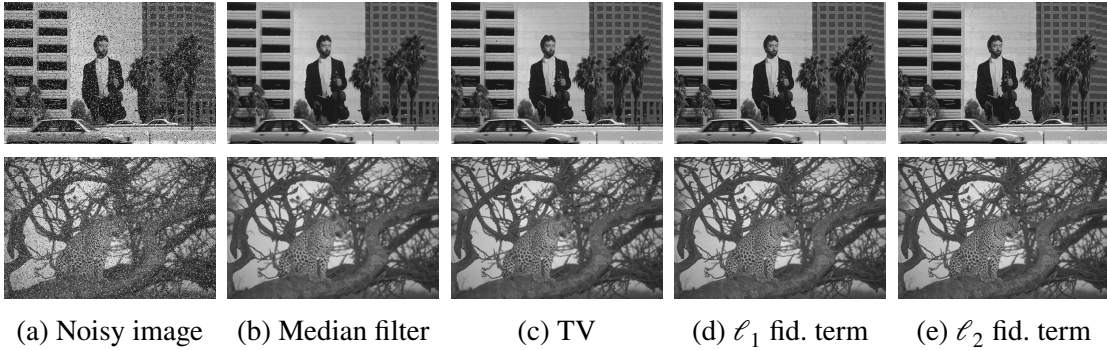 (a) Noisy image (b) Median filter (c) TV (d) ℓ₁ fid. term (e) ℓ₂ fid. term